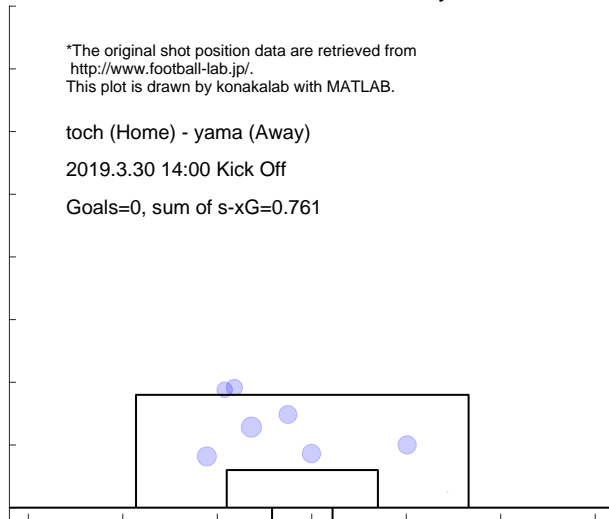 *The original shot position data are retrieved from
http://www.football-lab.jp/.
This plot is drawn by konakalab with MATLAB.
toch (Home) - yama (Away)
2019.3.30 14:00 Kick Off
Goals=0, sum of s-xG=0.761